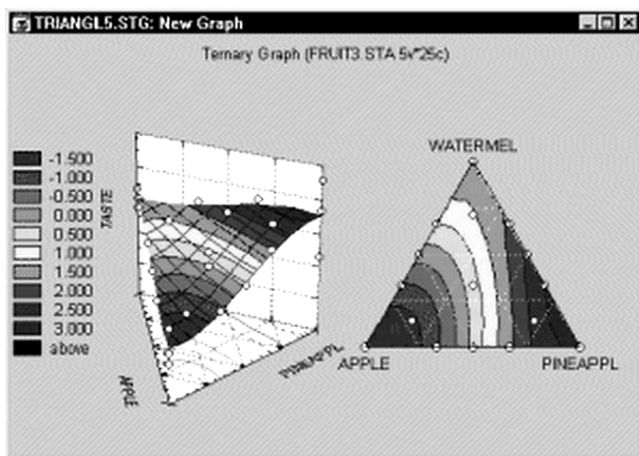 TRIANGL5.STG: New Graph
Ternary Graph (FRUIT3.STA 5v*25c)
-1.500
-1.000
-0.500
0.000
0.500
1.000
1.500
2.000
2.500
3.000
above
TASTE
APPLE
PINEAPPL
WATERMEL
APPLE
PINEAPPL